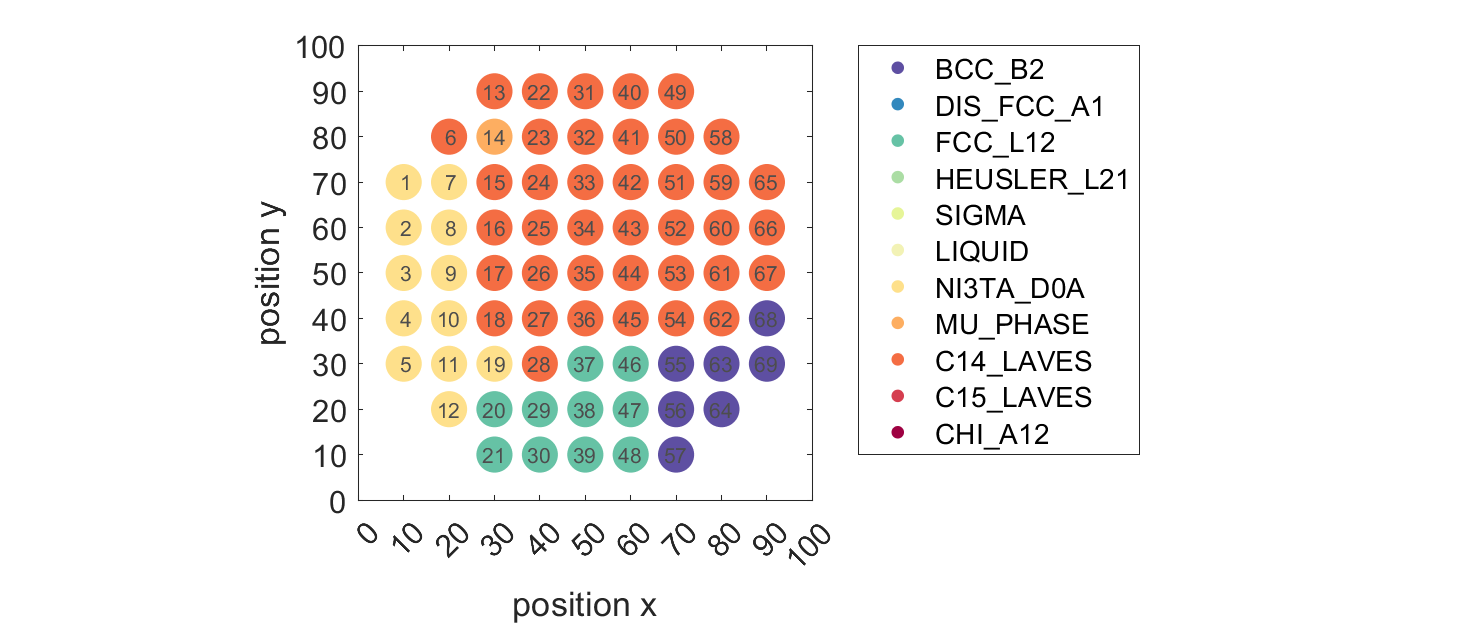 100
90
80
70
60
50
40
30
20
10
0
position y
13 22 31 40 49
6 14 23 32 41 50 58
1 7 15 24 33 42 51 59 65
2 8 16 25 34 43 52 60 66
3 9 17 26 35 44 53 61 67
4 10 18 27 36 45 54 62 68
5 11 19 28 37 46 55 63 69
12 20 29 38 47 56 64
21 30 39 48 57
0 10 20 30 40 50 60 70 80 90 100
position x
BCC_B2
DIS_FCC_A1
FCC_L12
HEUSLER_L21
SIGMA
LIQUID
NI3TA_D0A
MU_PHASE
C14_LAVES
C15_LAVES
CHI_A12